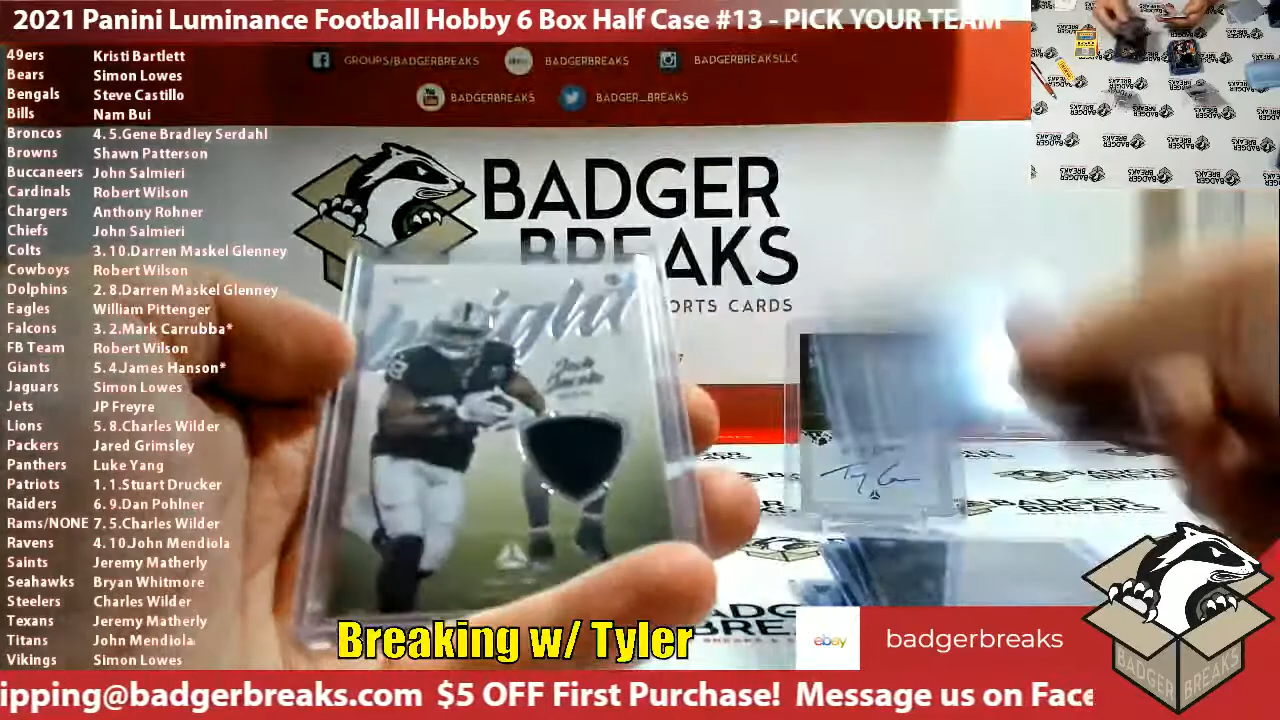 2021 Panini Luminance Football Hobby 6 Box Half Case #13 - PICK YOUR TEAM
49ers Kristi Bartlett
Bears Simon Lowes
Bengals Steve Castillo
Bills Nam Bui
Broncos 4. 5.Gene Bradley Serdahl
Browns Shawn Patterson
Buccaneers John Salmieri
Cardinals Robert Wilson
Chargers Anthony Rohner
Chiefs John Salmieri
Colts 3. 10.Darren Maskel Glenney
Cowboys Robert Wilson
Dolphins 2. 8.Darren Maskel Glenney
Eagles William Pittenger
Falcons 3. 2.Mark Carrubba*
FB Team Robert Wilson
Giants 5. 4.James Hanson*
Jaguars Simon Lowes
Jets JP Freyre
Lions 5. 8.Charles Wilder
Packers Jared Grimsley
Panthers Luke Yang
Patriots 1. 1.Stuart Drucker
Raiders 6. 9.Dan Pohlner
Rams/NONE 7. 5.Charles Wilder
Ravens 4. 10.John Mendiola
Saints Jeremy Matherly
Seahawks Bryan Whitmore
Steelers Charles Wilder
Texans Jeremy Matherly
Titans John Mendiola
Vikings Simon Lowes
GROUPS/BADGERBREAKS BADGERBREAKS BADGERBREAKSLLC
BADGERBREAKS BADGER_BREAKS
BADGER
BREAKS
ORTS CARDS
Breaking w/ Tyler
ebay badgerbreaks
BADGER BREAKS
ipping@badgerbreaks.com $5 OFF First Purchase! Message us on Face